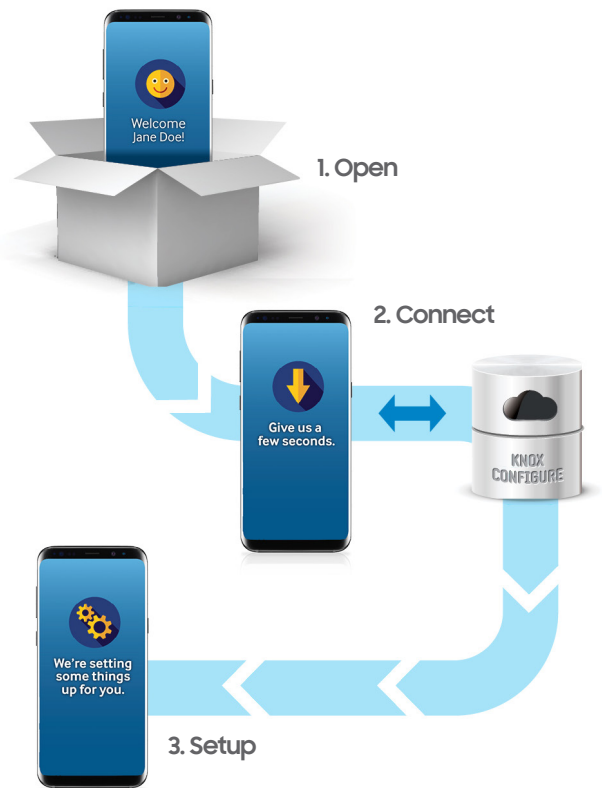 Welcome
Jane Doe!
1. Open
2. Connect
Give us a
few seconds.
KNOX
CONFIGURE
We're setting
some things
up for you.
3. Setup